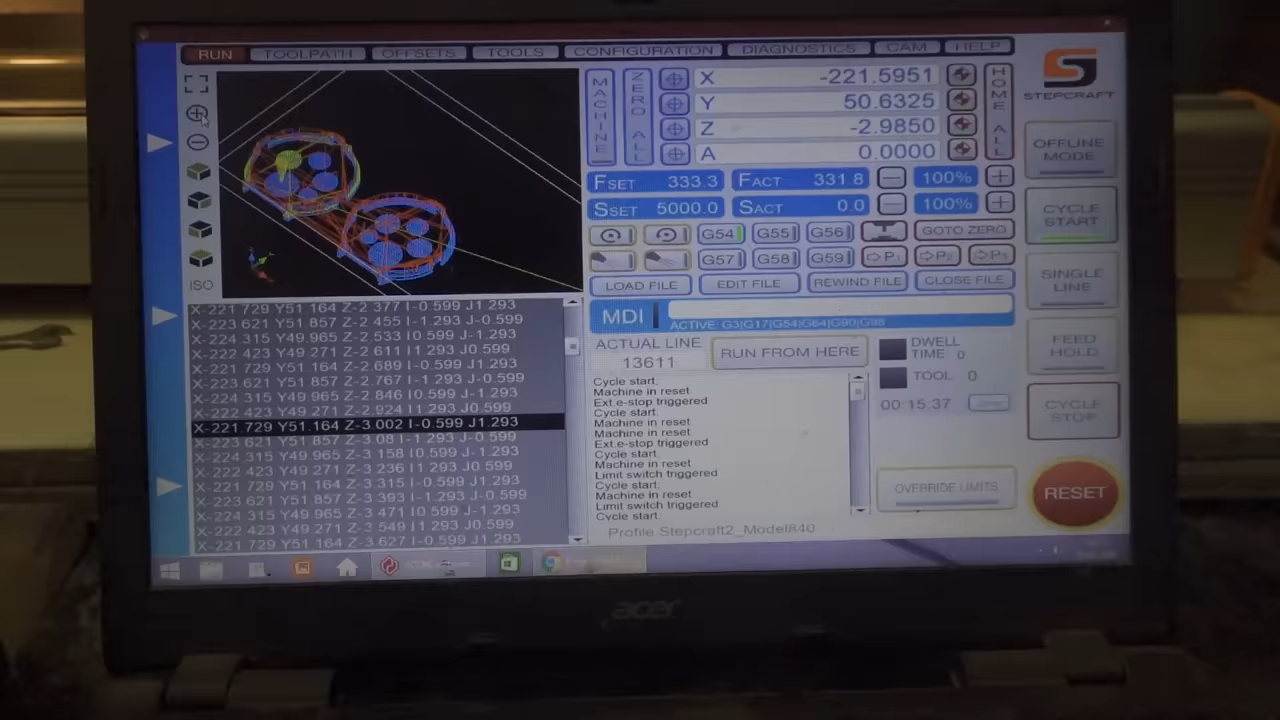 RUN TOOLPATH OFFSETS TOOLS CONFIGURATION DIAGNOSTICS CAM HELP
ISO
MACHINE
ZERO ALL
X -221.5951
Y 50.6325
Z -2.9850
A 0.0000
HOME ALL
FSET 333.3 FACT 331.8 100%
SSET 5000.0 SACT 0.0 100%
G54 G55 G56 GOTO ZERO
G57 G58 G59 P1 P2 P3
LOAD FILE EDIT FILE REWIND FILE CLOSE FILE
MDI
ACTIVE: G3|G17|G54|G64|G90|G98
ACTUAL LINE
13611
RUN FROM HERE
DWELL TIME 0
TOOL 0
00:15:37
OVERRIDE LIMITS
X-221.729 Y51.164 Z-2.377 I-0.599 J1.293
X-223.621 Y51.857 Z-2.455 I-1.293 J-0.599
X-224.315 Y49.965 Z-2.533 I0.599 J-1.293
X-222.423 Y49.271 Z-2.611 I1.293 J0.599
X-221.729 Y51.164 Z-2.689 I-0.599 J1.293
X-223.621 Y51.857 Z-2.767 I-1.293 J-0.599
X-224.315 Y49.965 Z-2.846 I0.599 J-1.293
X-222.423 Y49.271 Z-2.924 I1.293 J0.599
X-221.729 Y51.164 Z-3.002 I-0.599 J1.293
X-223.621 Y51.857 Z-3.08 I-1.293 J-0.599
X-224.315 Y49.965 Z-3.158 I0.599 J-1.293
X-222.423 Y49.271 Z-3.236 I1.293 J0.599
X-221.729 Y51.164 Z-3.315 I-0.599 J1.293
X-223.621 Y51.857 Z-3.393 I-1.293 J-0.599
X-224.315 Y49.965 Z-3.471 I0.599 J-1.293
X-222.423 Y49.271 Z-3.549 I1.293 J0.599
X-221.729 Y51.164 Z-3.627 I-0.599 J1.293
Cycle start;
Machine in reset
Ext e-stop triggered
Cycle start;
Machine in reset
Machine in reset
Ext e-stop triggered
Cycle start;
Machine in reset
Limit switch triggered
Cycle start;
Machine in reset
Limit switch triggered
Cycle start;
Profile Stepcraft2_Model840
STEPCRAFT
OFFLINE MODE
CYCLE START
SINGLE LINE
FEED HOLD
CYCLE STOP
RESET
acer